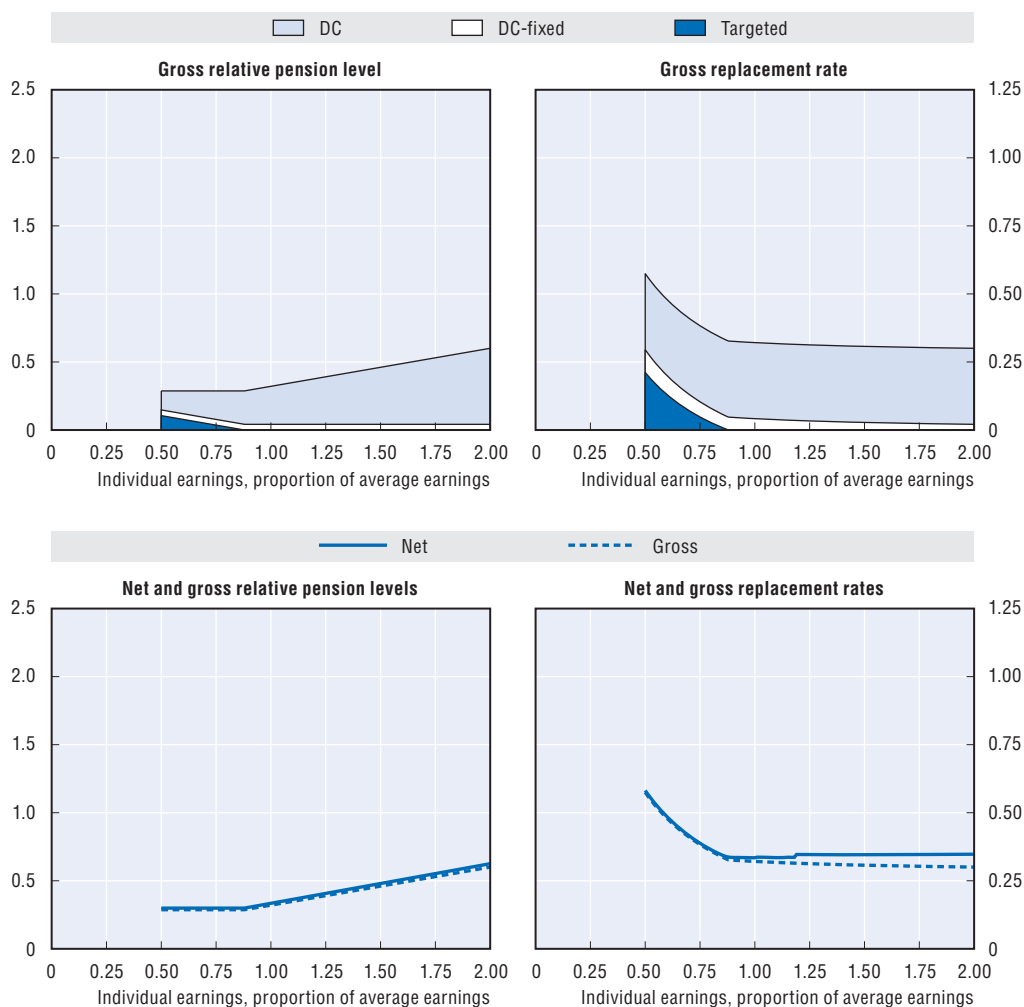 DC DC-fixed Targeted
Gross relative pension level
2.5
2.0
1.5
1.0
0.5
0
0 0.25 0.50 0.75 1.00 1.25 1.50 1.75 2.00
Individual earnings, proportion of average earnings
Gross replacement rate
1.25
1.00
0.75
0.50
0.25
0
0 0.25 0.50 0.75 1.00 1.25 1.50 1.75 2.00
Individual earnings, proportion of average earnings
Net Gross
Net and gross relative pension levels
2.5
2.0
1.5
1.0
0.5
0
0 0.25 0.50 0.75 1.00 1.25 1.50 1.75 2.00
Individual earnings, proportion of average earnings
Net and gross replacement rates
1.25
1.00
0.75
0.50
0.25
0
0 0.25 0.50 0.75 1.00 1.25 1.50 1.75 2.00
Individual earnings, proportion of average earnings